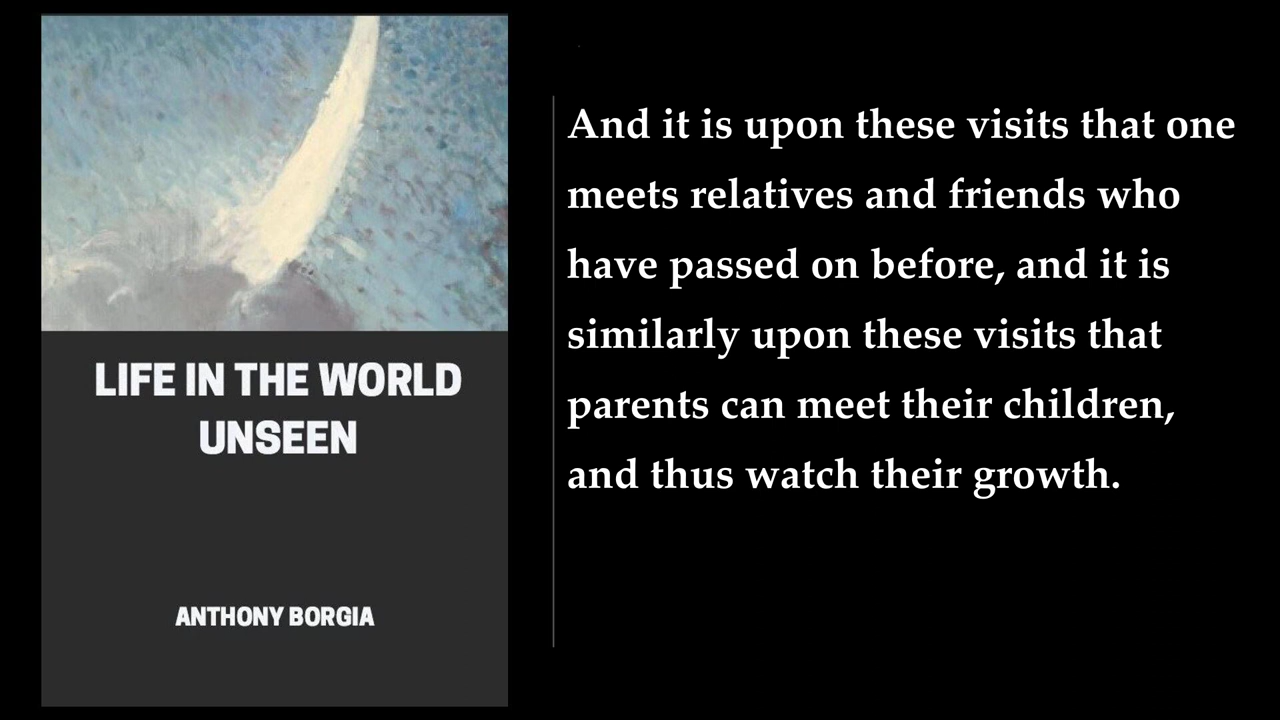 LIFE IN THE WORLD
UNSEEN
ANTHONY BORGIA
And it is upon these visits that one
meets relatives and friends who
have passed on before, and it is
similarly upon these visits that
parents can meet their children,
and thus watch their growth.